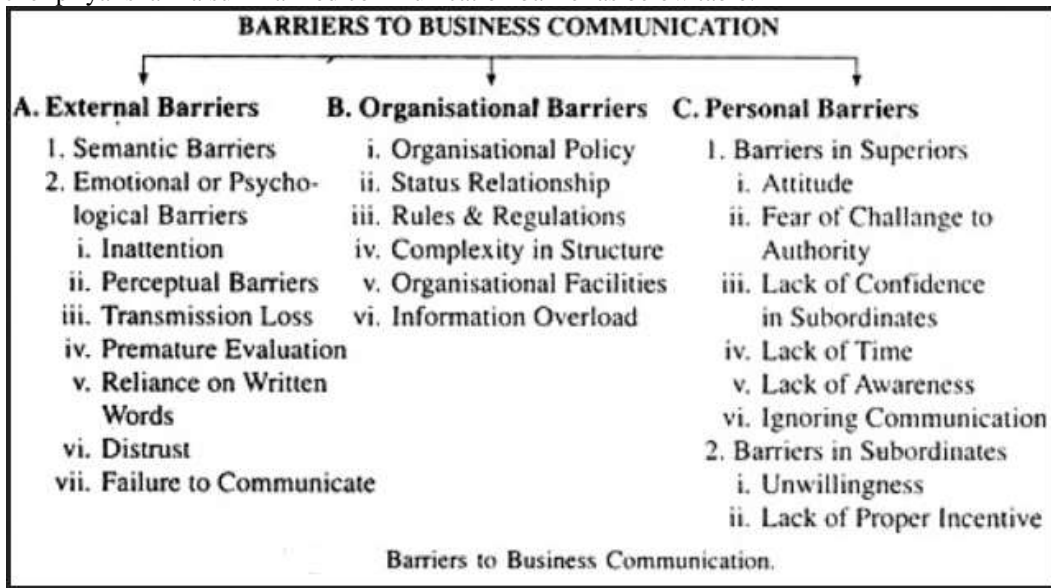 BARRIERS TO BUSINESS COMMUNICATION
A. External Barriers
1. Semantic Barriers
2. Emotional or Psycho-
logical Barriers
i. Inattention
ii. Perceptual Barriers
iii. Transmission Loss
iv. Premature Evaluation
v. Reliance on Written
Words
vi. Distrust
vii. Failure to Communicate
B. Organisational Barriers
i. Organisational Policy
ii. Status Relationship
iii. Rules & Regulations
iv. Complexity in Structure
v. Organisational Facilities
vi. Information Overload
C. Personal Barriers
1. Barriers in Superiors
i. Attitude
ii. Fear of Challange to
Authority
iii. Lack of Confidence
in Subordinates
iv. Lack of Time
v. Lack of Awareness
vi. Ignoring Communication
2. Barriers in Subordinates
i. Unwillingness
ii. Lack of Proper Incentive
Barriers to Business Communication.